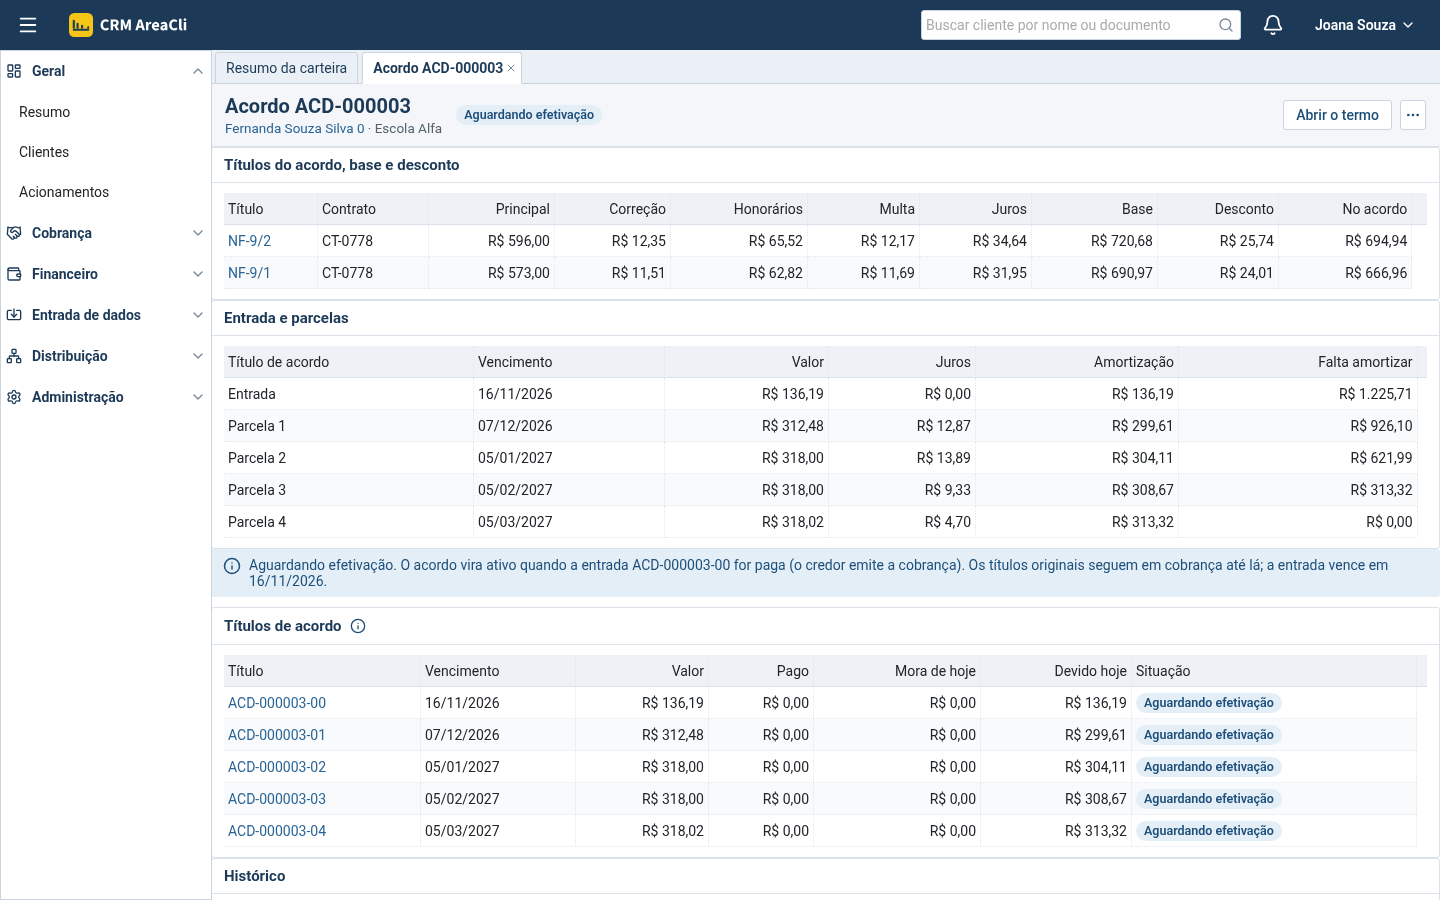 CRM AreaCli
Buscar cliente por nome ou documento
Joana Souza
Geral
Resumo
Clientes
Acionamentos
Cobrança
Financeiro
Entrada de dados
Distribuição
Administração
Resumo da carteira
Acordo ACD-000003
Acordo ACD-000003
Aguardando efetivação
Fernanda Souza Silva 0 · Escola Alfa
Abrir o termo
Títulos do acordo, base e desconto
Título Contrato Principal Correção Honorários Multa Juros Base Desconto No acordo
NF-9/2 CT-0778 R$ 596,00 R$ 12,35 R$ 65,52 R$ 12,17 R$ 34,64 R$ 720,68 R$ 25,74 R$ 694,94
NF-9/1 CT-0778 R$ 573,00 R$ 11,51 R$ 62,82 R$ 11,69 R$ 31,95 R$ 690,97 R$ 24,01 R$ 666,96
Entrada e parcelas
Título de acordo Vencimento Valor Juros Amortização Falta amortizar
Entrada 16/11/2026 R$ 136,19 R$ 0,00 R$ 136,19 R$ 1.225,71
Parcela 1 07/12/2026 R$ 312,48 R$ 12,87 R$ 299,61 R$ 926,10
Parcela 2 05/01/2027 R$ 318,00 R$ 13,89 R$ 304,11 R$ 621,99
Parcela 3 05/02/2027 R$ 318,00 R$ 9,33 R$ 308,67 R$ 313,32
Parcela 4 05/03/2027 R$ 318,02 R$ 4,70 R$ 313,32 R$ 0,00
Aguardando efetivação. O acordo vira ativo quando a entrada ACD-000003-00 for paga (o credor emite a cobrança). Os títulos originais seguem em cobrança até lá; a entrada vence em
16/11/2026.
Títulos de acordo
Título Vencimento Valor Pago Mora de hoje Devido hoje Situação
ACD-000003-00 16/11/2026 R$ 136,19 R$ 0,00 R$ 0,00 R$ 136,19 Aguardando efetivação
ACD-000003-01 07/12/2026 R$ 312,48 R$ 0,00 R$ 0,00 R$ 299,61 Aguardando efetivação
ACD-000003-02 05/01/2027 R$ 318,00 R$ 0,00 R$ 0,00 R$ 304,11 Aguardando efetivação
ACD-000003-03 05/02/2027 R$ 318,00 R$ 0,00 R$ 0,00 R$ 308,67 Aguardando efetivação
ACD-000003-04 05/03/2027 R$ 318,02 R$ 0,00 R$ 0,00 R$ 313,32 Aguardando efetivação
Histórico